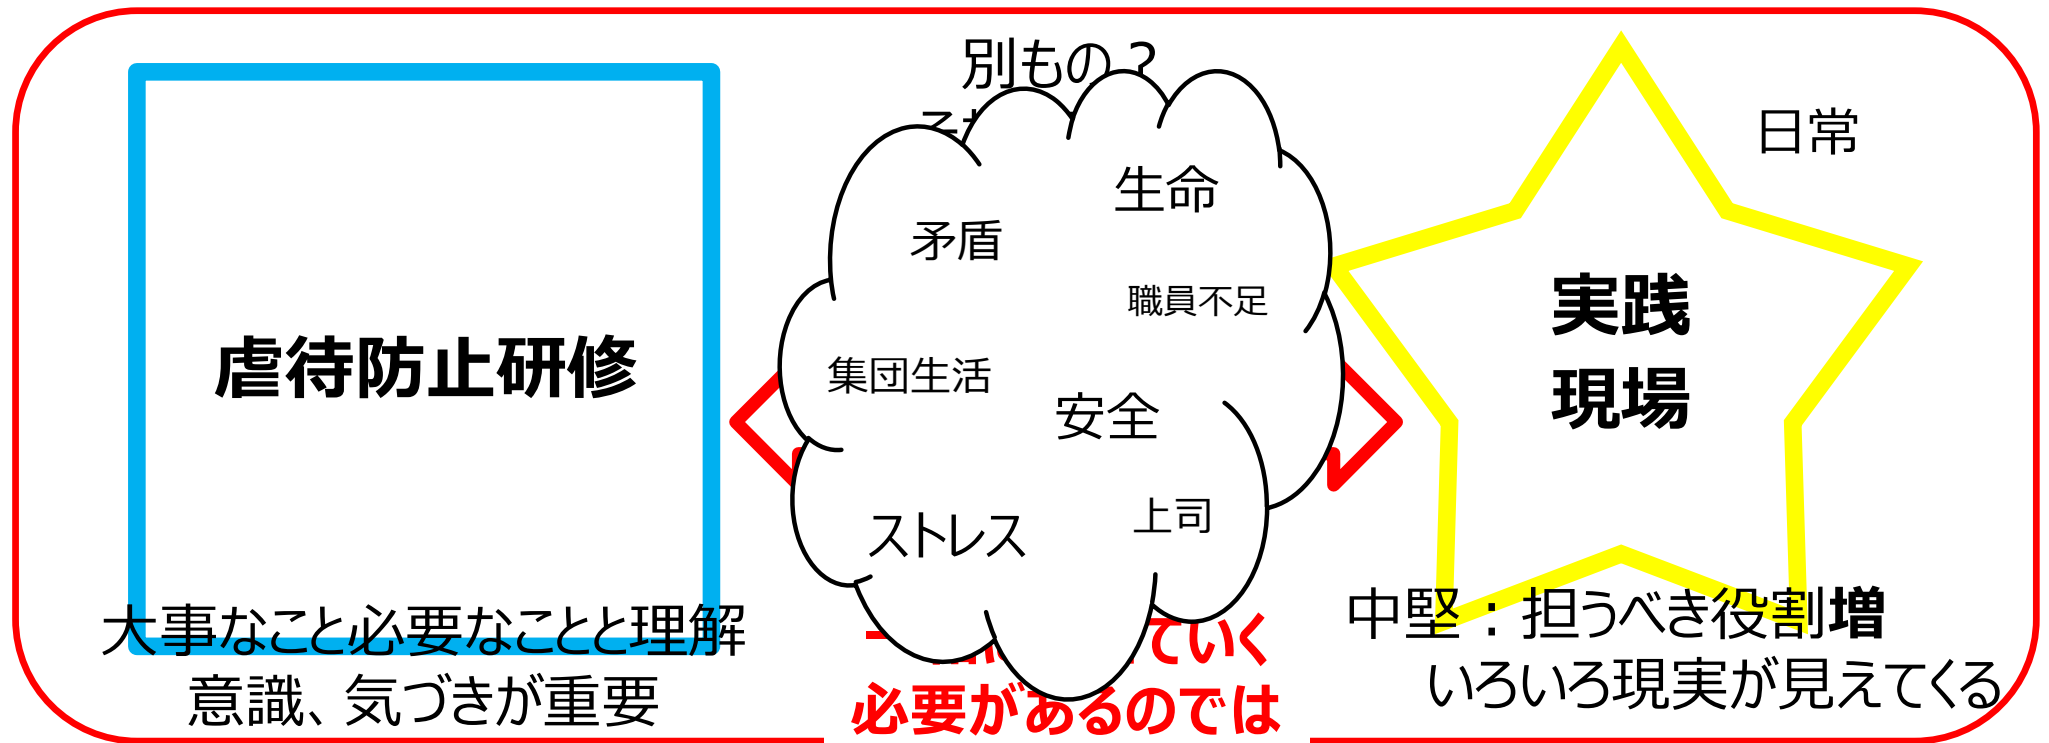 別もの？
日常
虐待防止研修
生命
矛盾
職員不足
集団生活
安全
ストレス
上司
実践
現場
大事なこと必要なことと理解
意識、気づきが重要
ていく
必要があるのでは
中堅：担うべき役割増
いろいろ現実が見えてくる